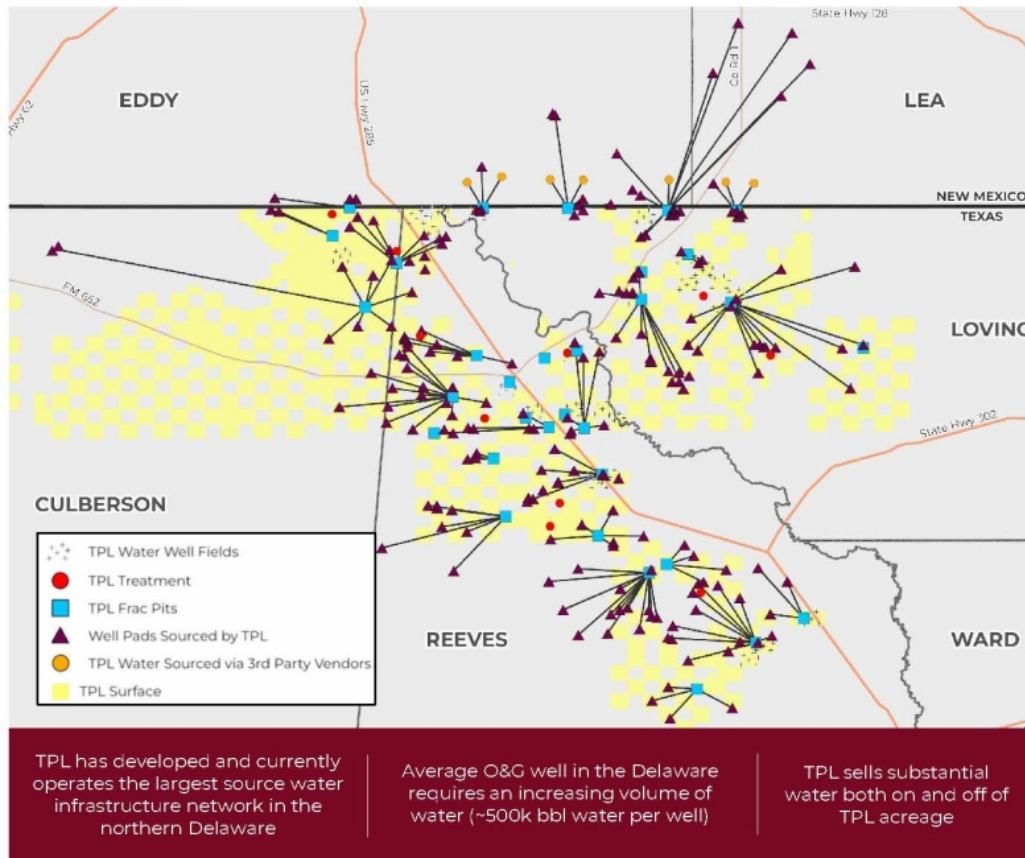 State Hwy 128
EDDY
LEA
Hwy 62
US Hwy 285
Co Rd 1
NEW MEXICO
TEXAS
FM 652
LOVING
State Hwy 302
CULBERSON
TPL Water Well Fields
TPL Treatment
TPL Frac Pits
Well Pads Sourced by TPL
TPL Water Sourced via 3rd Party Vendors
TPL Surface
REEVES
WARD
TPL has developed and currently
operates the largest source water
infrastructure network in the
northern Delaware
Average O&G well in the Delaware
requires an increasing volume of
water (~500k bbl water per well)
TPL sells substantial
water both on and off of
TPL acreage